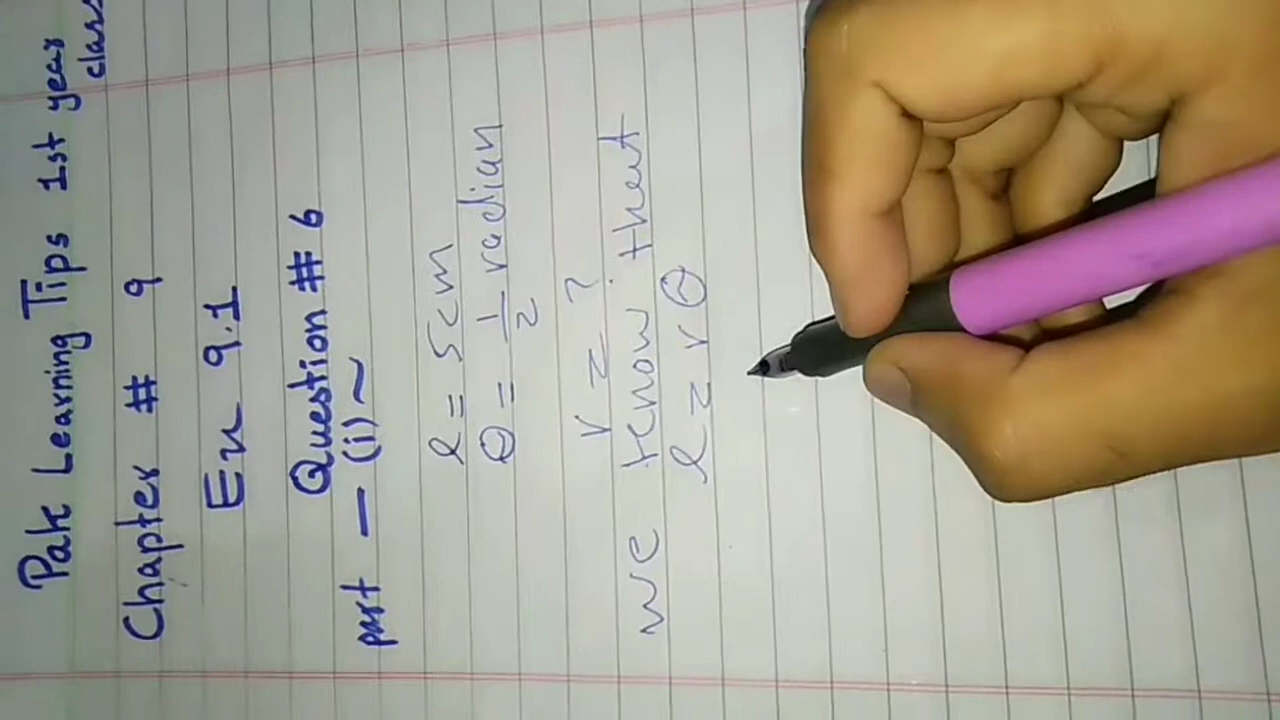 Pak Learning Tips 1st year class
Chapter # 9
Ex 9.1
Question # 6
part — (i) ~
l = 5cm
θ = 1/2 radian
r = ?
we know that
l = r θ